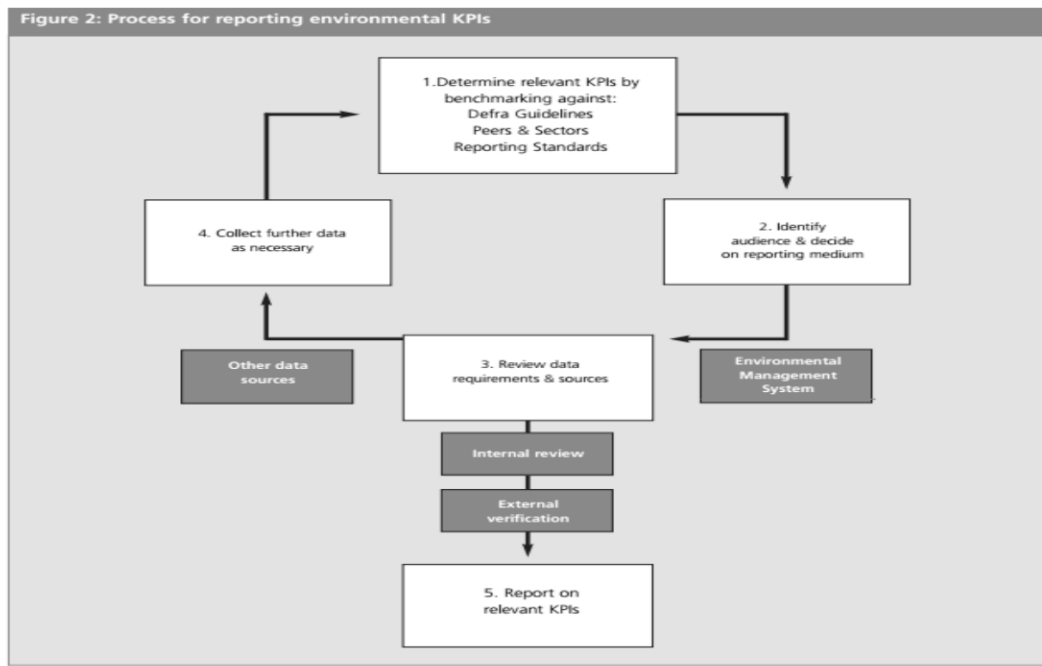 Figure 2: Process for reporting environmental KPIs
1.Determine relevant KPIs by
benchmarking against:
Defra Guidelines
Peers & Sectors
Reporting Standards
4. Collect further data
as necessary
2. Identify
audience & decide
on reporting medium
Other data
sources
3. Review data
requirements & sources
Environmental
Management
System
Internal review
External
verification
5. Report on
relevant KPIs